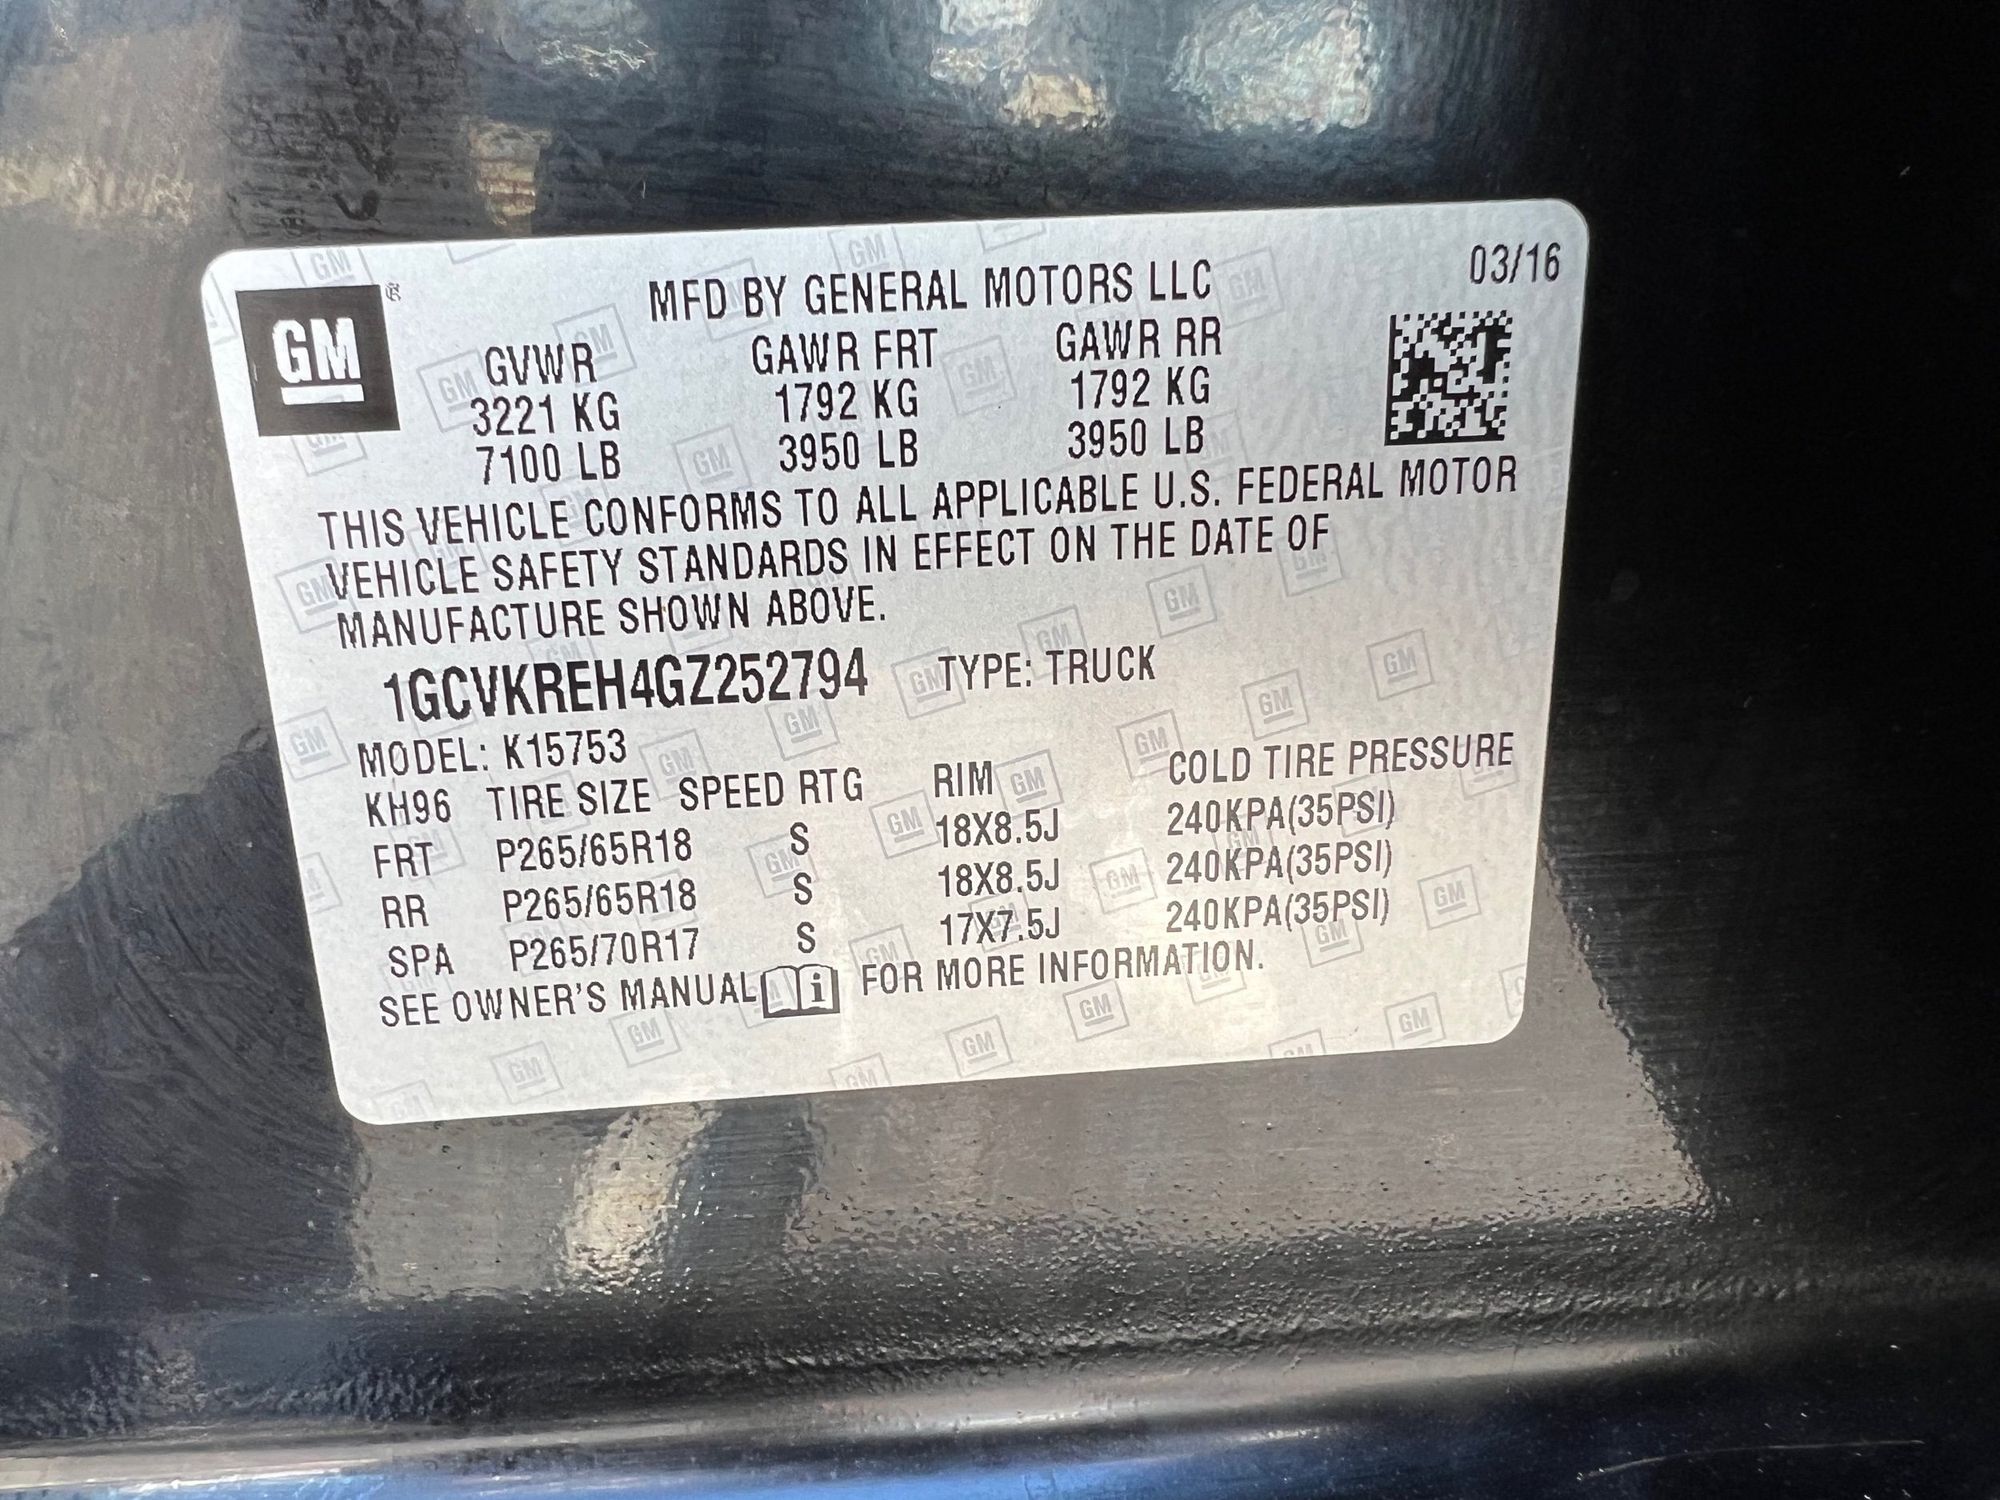 GM
MFD BY GENERAL MOTORS LLC 03/16
GVWR GAWR FRT GAWR RR
3221 KG 1792 KG 1792 KG
7100 LB 3950 LB 3950 LB
THIS VEHICLE CONFORMS TO ALL APPLICABLE U.S. FEDERAL MOTOR
VEHICLE SAFETY STANDARDS IN EFFECT ON THE DATE OF
MANUFACTURE SHOWN ABOVE.
1GCVKREH4GZ252794 TYPE: TRUCK
MODEL: K15753
KH96 TIRE SIZE SPEED RTG RIM COLD TIRE PRESSURE
FRT P265/65R18 S 18X8.5J 240KPA(35PSI)
RR P265/65R18 S 18X8.5J 240KPA(35PSI)
SPA P265/70R17 S 17X7.5J 240KPA(35PSI)
SEE OWNER'S MANUAL i FOR MORE INFORMATION.